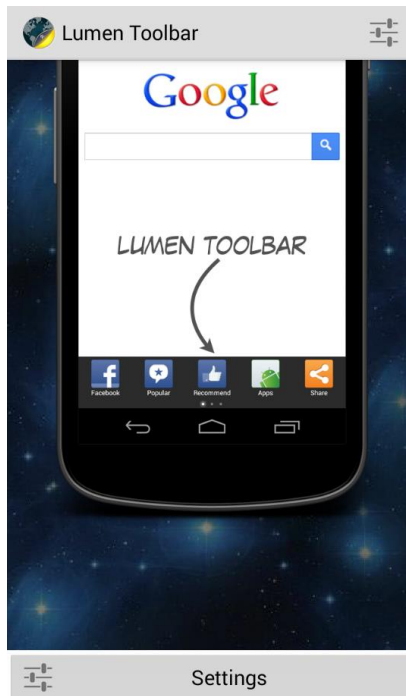 Lumen Toolbar
Google
LUMEN TOOLBAR
Facebook Popular Recommend Apps Share
Settings